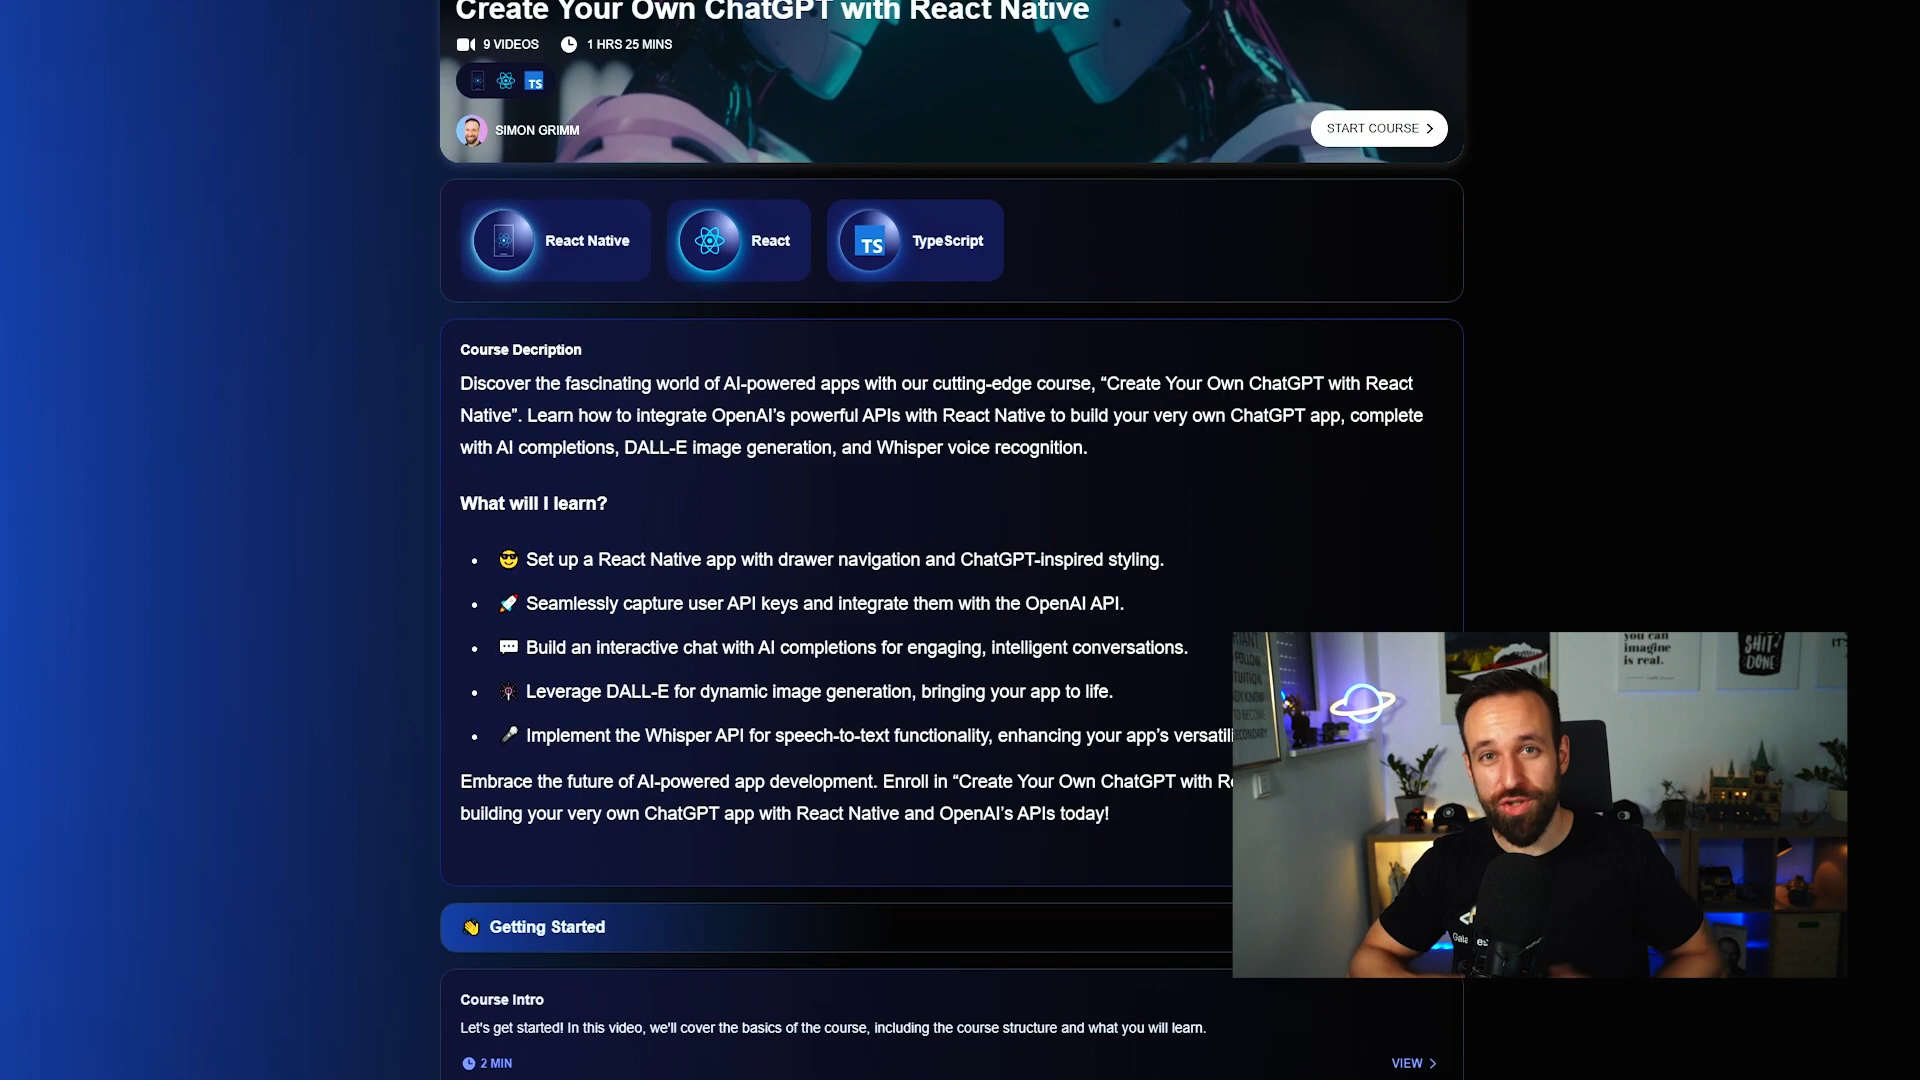 Create Your Own ChatGPT with React Native
9 VIDEOS 1 HRS 25 MINS
TS
SIMON GRIMM
START COURSE
React Native React TS TypeScript
Course Decription
Discover the fascinating world of AI-powered apps with our cutting-edge course, “Create Your Own ChatGPT with React
Native”. Learn how to integrate OpenAI’s powerful APIs with React Native to build your very own ChatGPT app, complete
with AI completions, DALL-E image generation, and Whisper voice recognition.
What will I learn?
Set up a React Native app with drawer navigation and ChatGPT-inspired styling.
Seamlessly capture user API keys and integrate them with the OpenAI API.
Build an interactive chat with AI completions for engaging, intelligent conversations.
Leverage DALL-E for dynamic image generation, bringing your app to life.
Implement the Whisper API for speech-to-text functionality, enhancing your app’s
Embrace the future of AI-powered app development. Enroll in “Create Your Own ChatGPT with
building your very own ChatGPT app with React Native and OpenAI’s APIs today!
Getting Started
Course Intro
Let's get started! In this video, we'll cover the basics of the course, including the course structure and what you will learn.
2 MIN
VIEW
FOLLOW
you can
imagine
is real.
SHIT
DONE